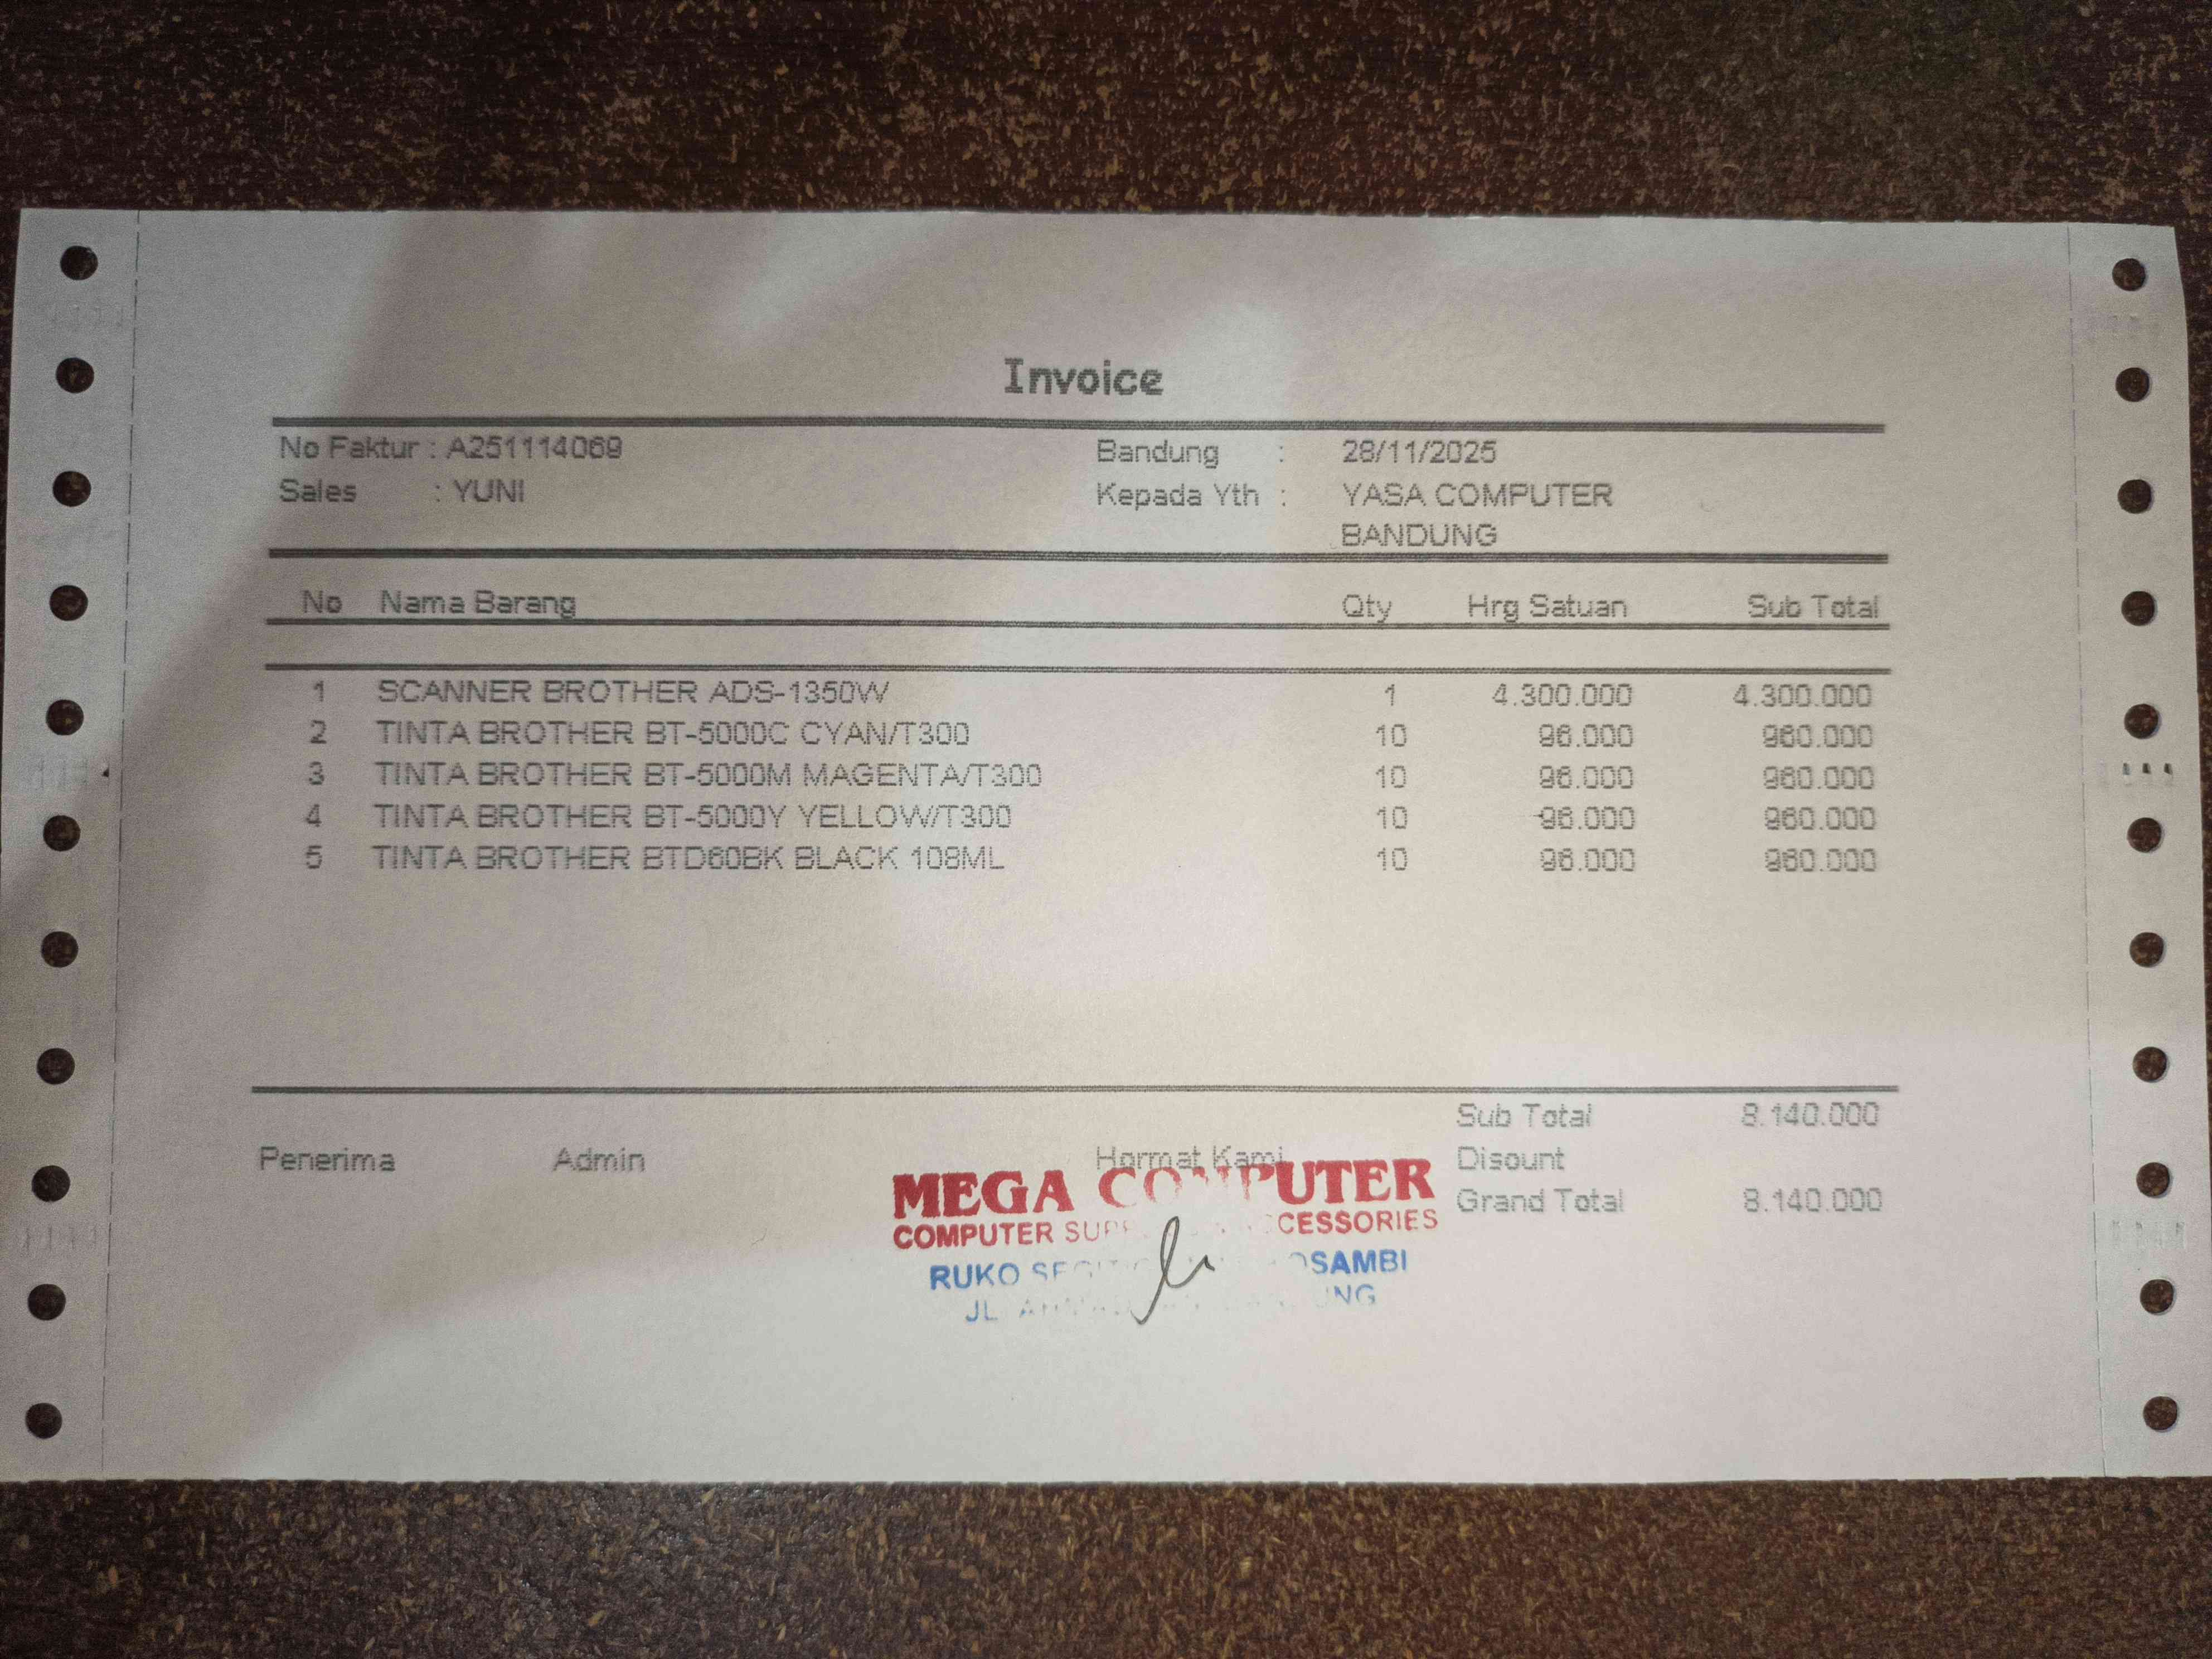 Invoice
No Faktur : A251114069 Bandung : 28/11/2025
Sales : YUNI Kepada Yth : YASA COMPUTER
BANDUNG
No Nama Barang Qty Hrg Satuan Sub Total
1 SCANNER BROTHER ADS-1350W 1 4.300.000 4.300.000
2 TINTA BROTHER BT-5000C CYAN/T300 10 96.000 960.000
3 TINTA BROTHER BT-5000M MAGENTA/T300 10 96.000 960.000
4 TINTA BROTHER BT-5000Y YELLOW/T300 10 96.000 960.000
5 TINTA BROTHER BTD60BK BLACK 108ML 10 96.000 960.000
Sub Total 8.140.000
Penerima Admin Hormat Kami Disount
MEGA COMPUTER Grand Total 8.140.000
COMPUTER ACCESSORIES
RUKO
JL